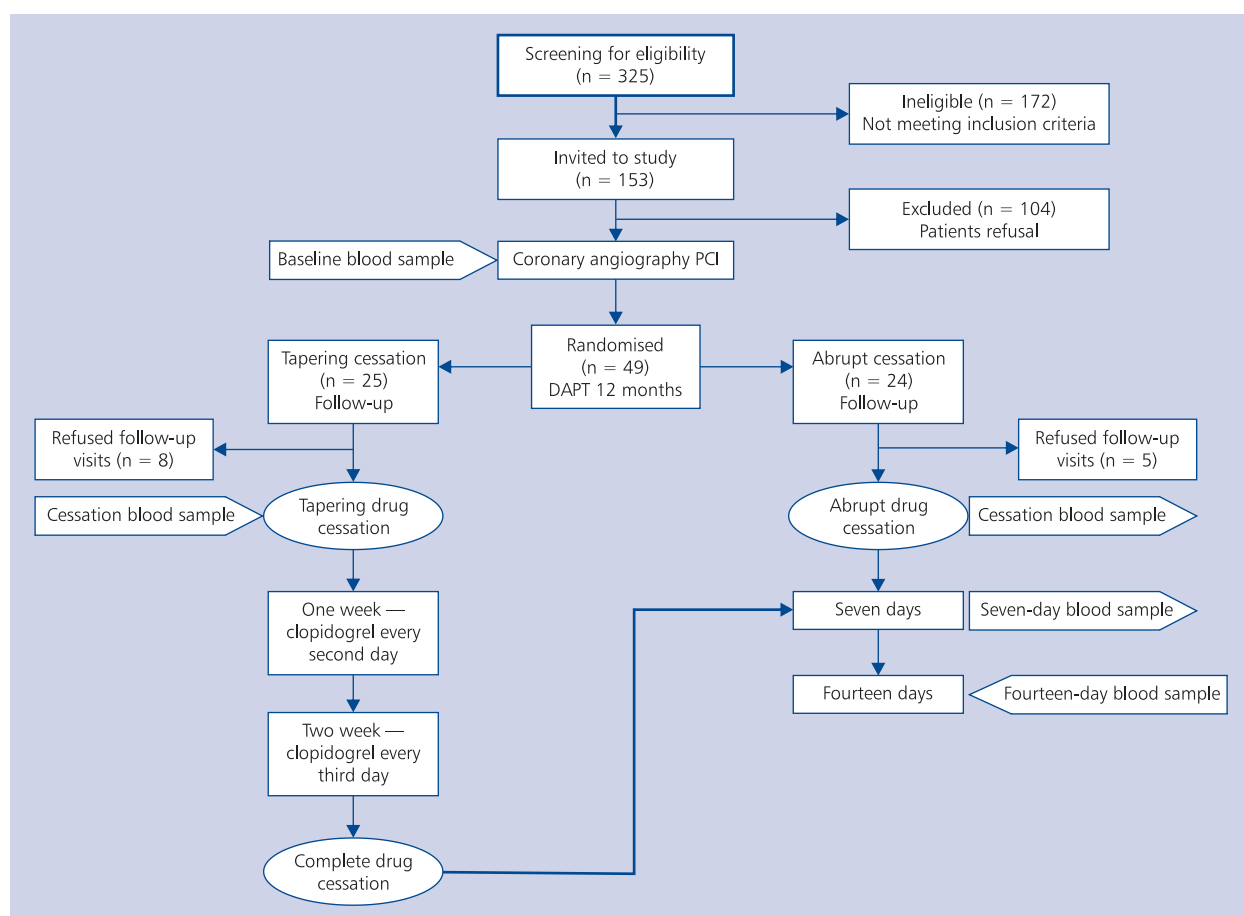 Screening for eligibility
(n = 325)
Ineligible (n = 172)
Not meeting inclusion criteria
Invited to study
(n = 153)
Excluded (n = 104)
Patients refusal
Baseline blood sample
Coronary angiography PCI
Randomised
(n = 49)
DAPT 12 months
Tapering cessation
(n = 25)
Follow-up
Abrupt cessation
(n = 24)
Follow-up
Refused follow-up
visits (n = 8)
Refused follow-up
visits (n = 5)
Cessation blood sample
Tapering drug
cessation
Abrupt drug
cessation
Cessation blood sample
One week —
clopidogrel every
second day
Seven days
Seven-day blood sample
Fourteen days
Fourteen-day blood sample
Two week —
clopidogrel every
third day
Complete drug
cessation